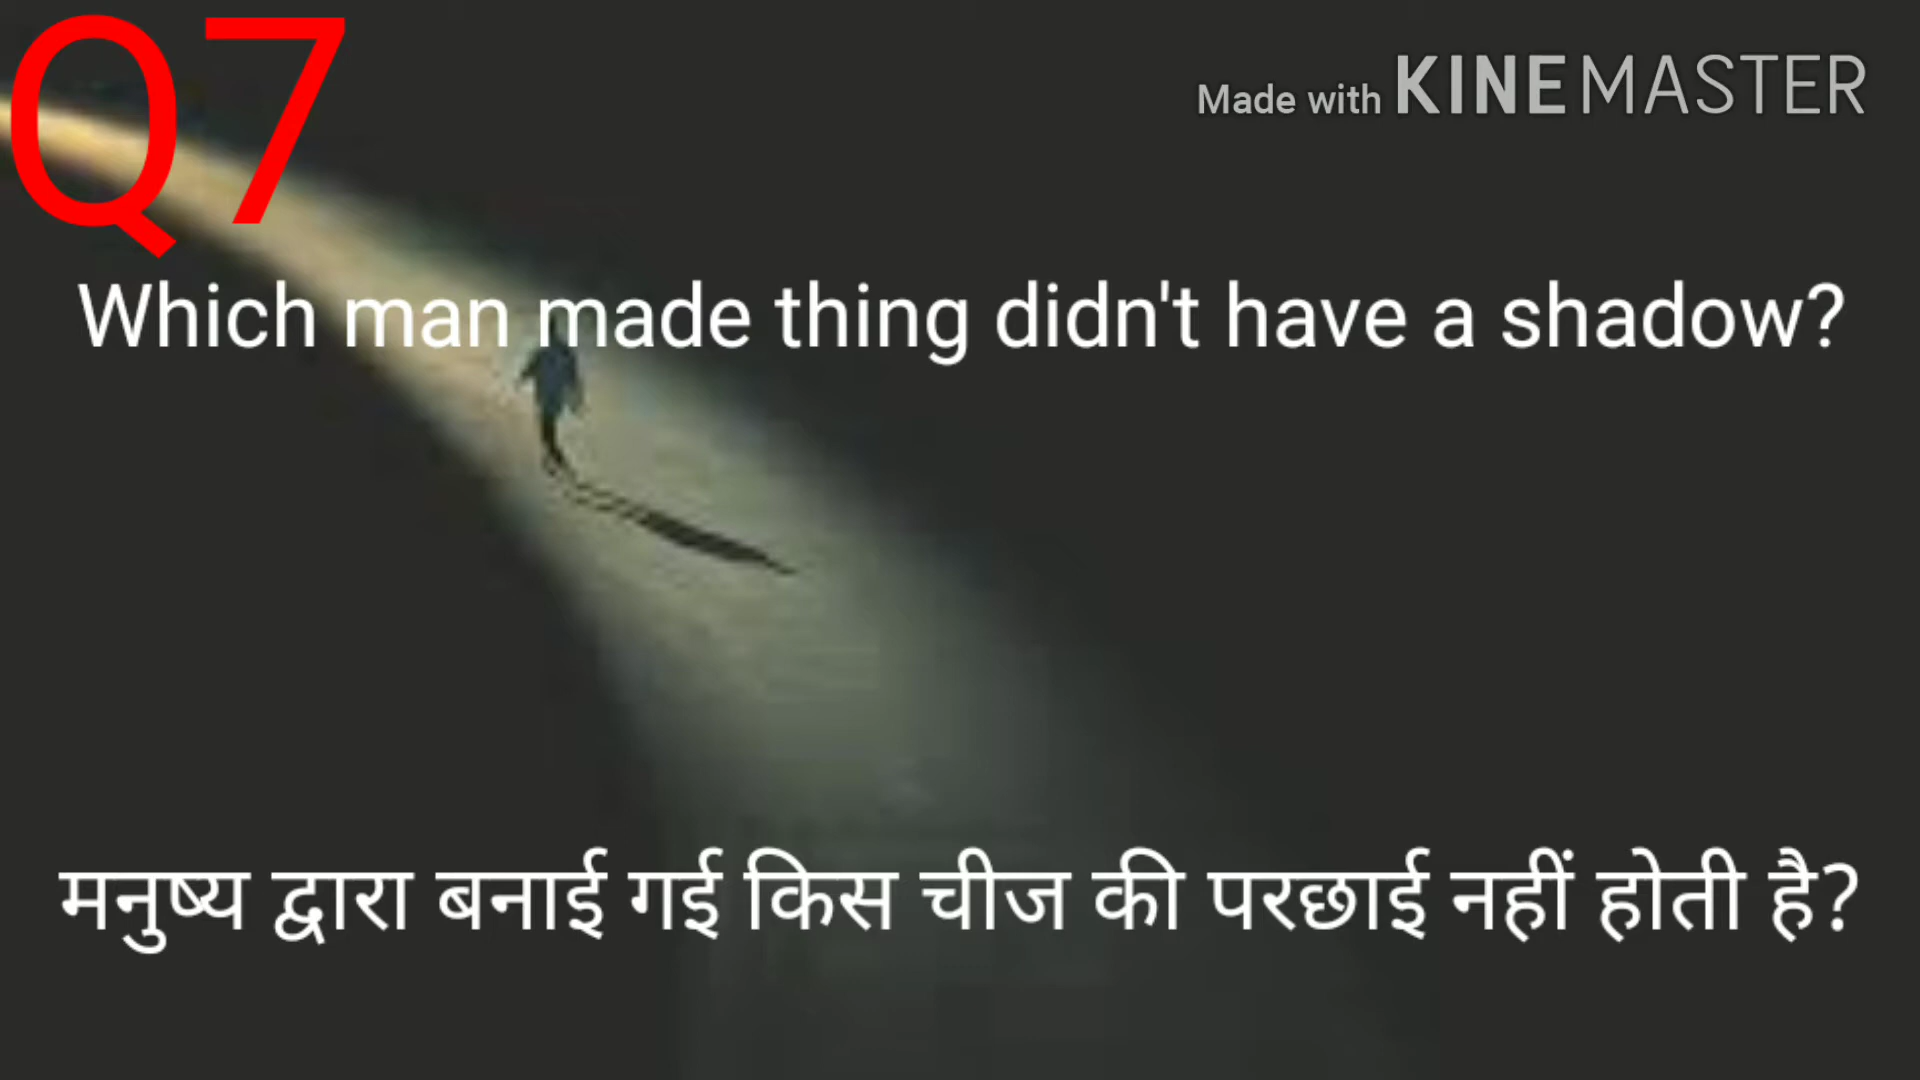 Q7
Made with KINEMASTER
Which man made thing didn't have a shadow?
मनुष्य द्वारा बनाई गई किस चीज की परछाई नहीं होती है?